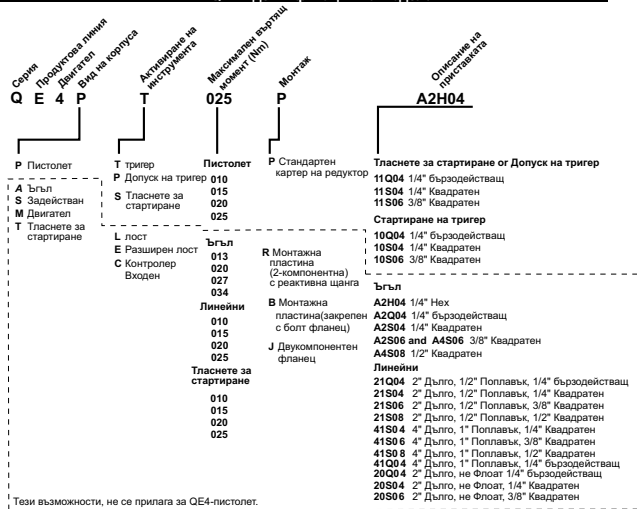 Серия
Продуктова линия
Двигател
Вид на корпуса
Активиране на
инструмента
Максимален въртящ
момент (Nm)
Монтаж
Описание на
приставката
Q E 4 P T 025 P A2H04
P Пистолет
A Ъгъл
S Задействан
M Двигател
T Тласнете за
стартиране
T тригер
P Допуск на тригер
S Тласнете за
стартиране
L лост
E Разширен лост
C Контролер
Входен
Пистолет
010
015
020
025
Ъгъл
013
020
027
034
Линейни
010
015
020
025
Тласнете за
стартиране
010
015
020
025
P Стандартен
картер на редуктор
R Монтажна
пластина
(2-компонентна)
с реактивна щанга
B Монтажна
пластина(закрепен
с болт фланец)
J Двукомпонентен
фланец
Тласнете за стартиране or Допуск на тригер
11Q04 1/4" бързодействащ
11S04 1/4" Квадратен
11S06 3/8" Квадратен
Стартиране на тригер
10Q04 1/4" бързодействащ
10S04 1/4" Квадратен
10S06 3/8" Квадратен
Ъгъл
A2H04 1/4" Hex
A2Q04 1/4" бързодействащ
A2S04 1/4" Квадратен
A2S06 and A4S06 3/8" Квадратен
A4S08 1/2" Квадратен
Линейни
21Q04 2" Дълго, 1/2" Поплавък, 1/4" бързодействащ
21S04 2" Дълго, 1/2" Поплавък, 1/4" Квадратен
21S06 2" Дълго, 1/2" Поплавък, 3/8" Квадратен
21S08 2" Дълго, 1/2" Поплавък, 1/2" Квадратен
41S04 4" Дълго, 1" Поплавък, 1/4" Квадратен
41S06 4" Дълго, 1" Поплавък, 3/8" Квадратен
41S08 4" Дълго, 1" Поплавък, 1/2" Квадратен
41Q04 4" Дълго, 1" Поплавък, 1/4" бързодействащ
20Q04 2" Дълго, не Флоат 1/4" бързодействащ
20S04 2" Дълго, не Флоат, 1/4" Квадратен
20S06 2" Дълго, не Флоат, 3/8" Квадратен
Тези възможности, не се прилага за QE4-пистолет.